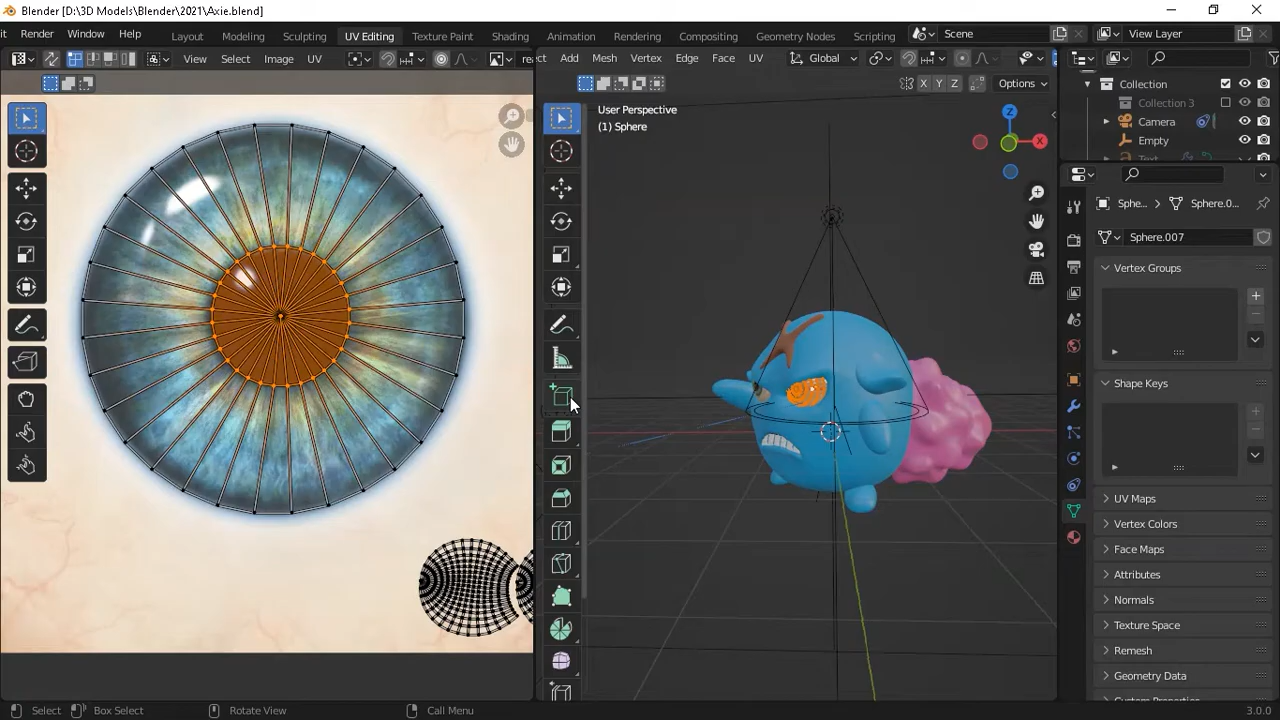 Blender [D:\3D Models\Blender\2021\Axie.blend]
it Render Window Help Layout Modeling Sculpting UV Editing Texture Paint Shading Animation Rendering Compositing Geometry Nodes Scripting Scene View Layer
View Select Image UV rea ect Add Mesh Vertex Edge Face UV Global
X Y Z Options
User Perspective
(1) Sphere
Z
X
Collection
Collection 3
Camera
Empty
Text
Sphe... Sphere.0...
Sphere.007
Vertex Groups
Shape Keys
UV Maps
Vertex Colors
Face Maps
Attributes
Normals
Texture Space
Remesh
Geometry Data
Custom Properties
Select Box Select Rotate View Call Menu 3.0.0